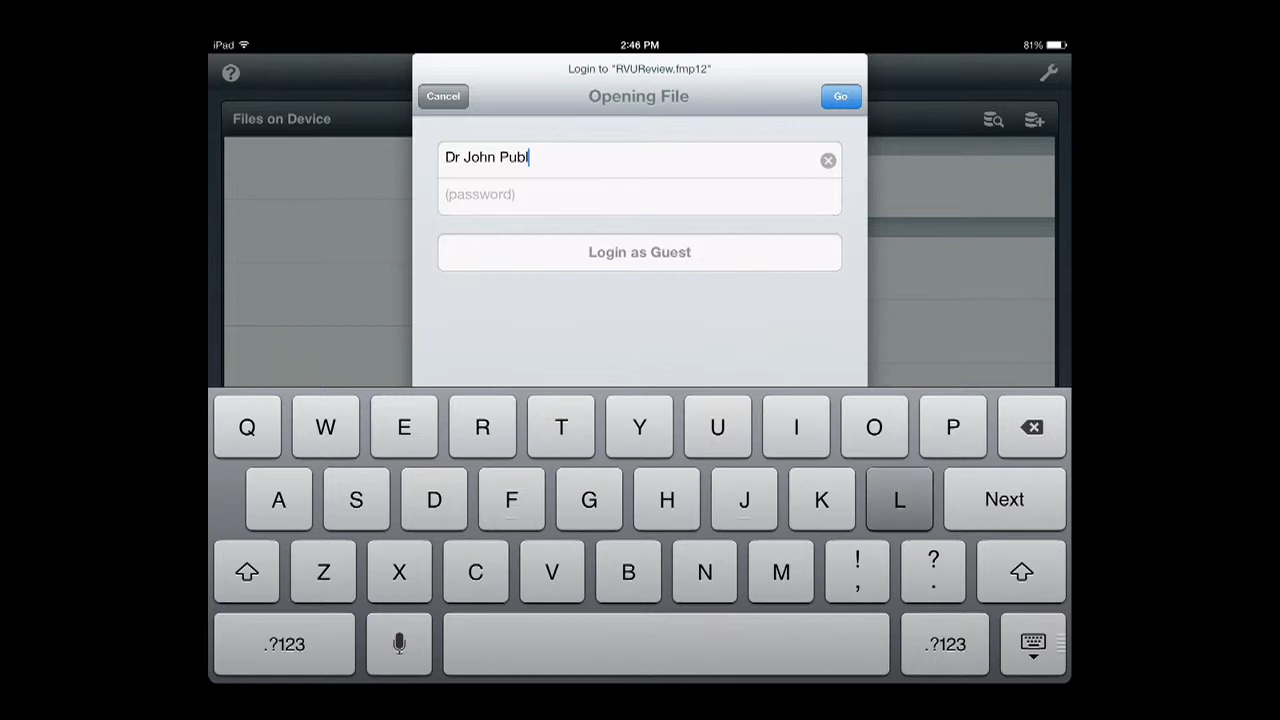 iPad 2:46 PM 81%
Login to "RVUReview.fmp12"
Cancel Opening File Go
Files on Device
Dr John Publ
(password)
Login as Guest
Q W E R T Y U I O P
A S D F G H J K L Next
Z X C V B N M ! , ? .
.?123 .?123